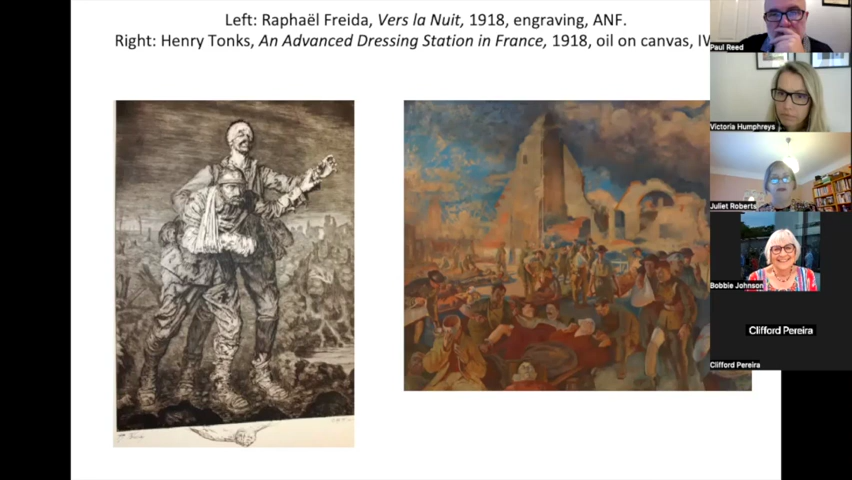 Left: Raphaël Freida, Vers la Nuit, 1918, engraving, ANF.
Right: Henry Tonks, An Advanced Dressing Station in France, 1918, oil on canvas,
Paul Reed
Victoria Humphreys
Juliet Roberts
Bobbie Johnson
Clifford Pereira
Clifford Pereira